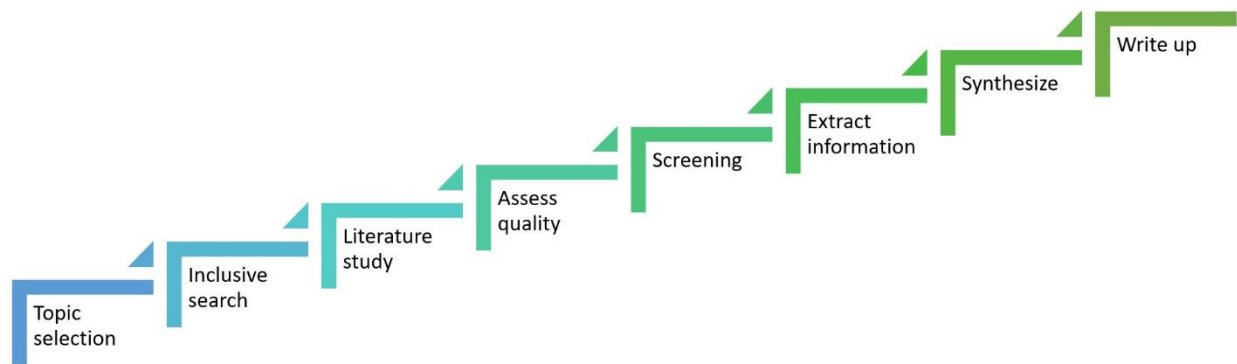 Topic
selection
Inclusive
search
Literature
study
Assess
quality
Screening
Extract
information
Synthesize
Write up